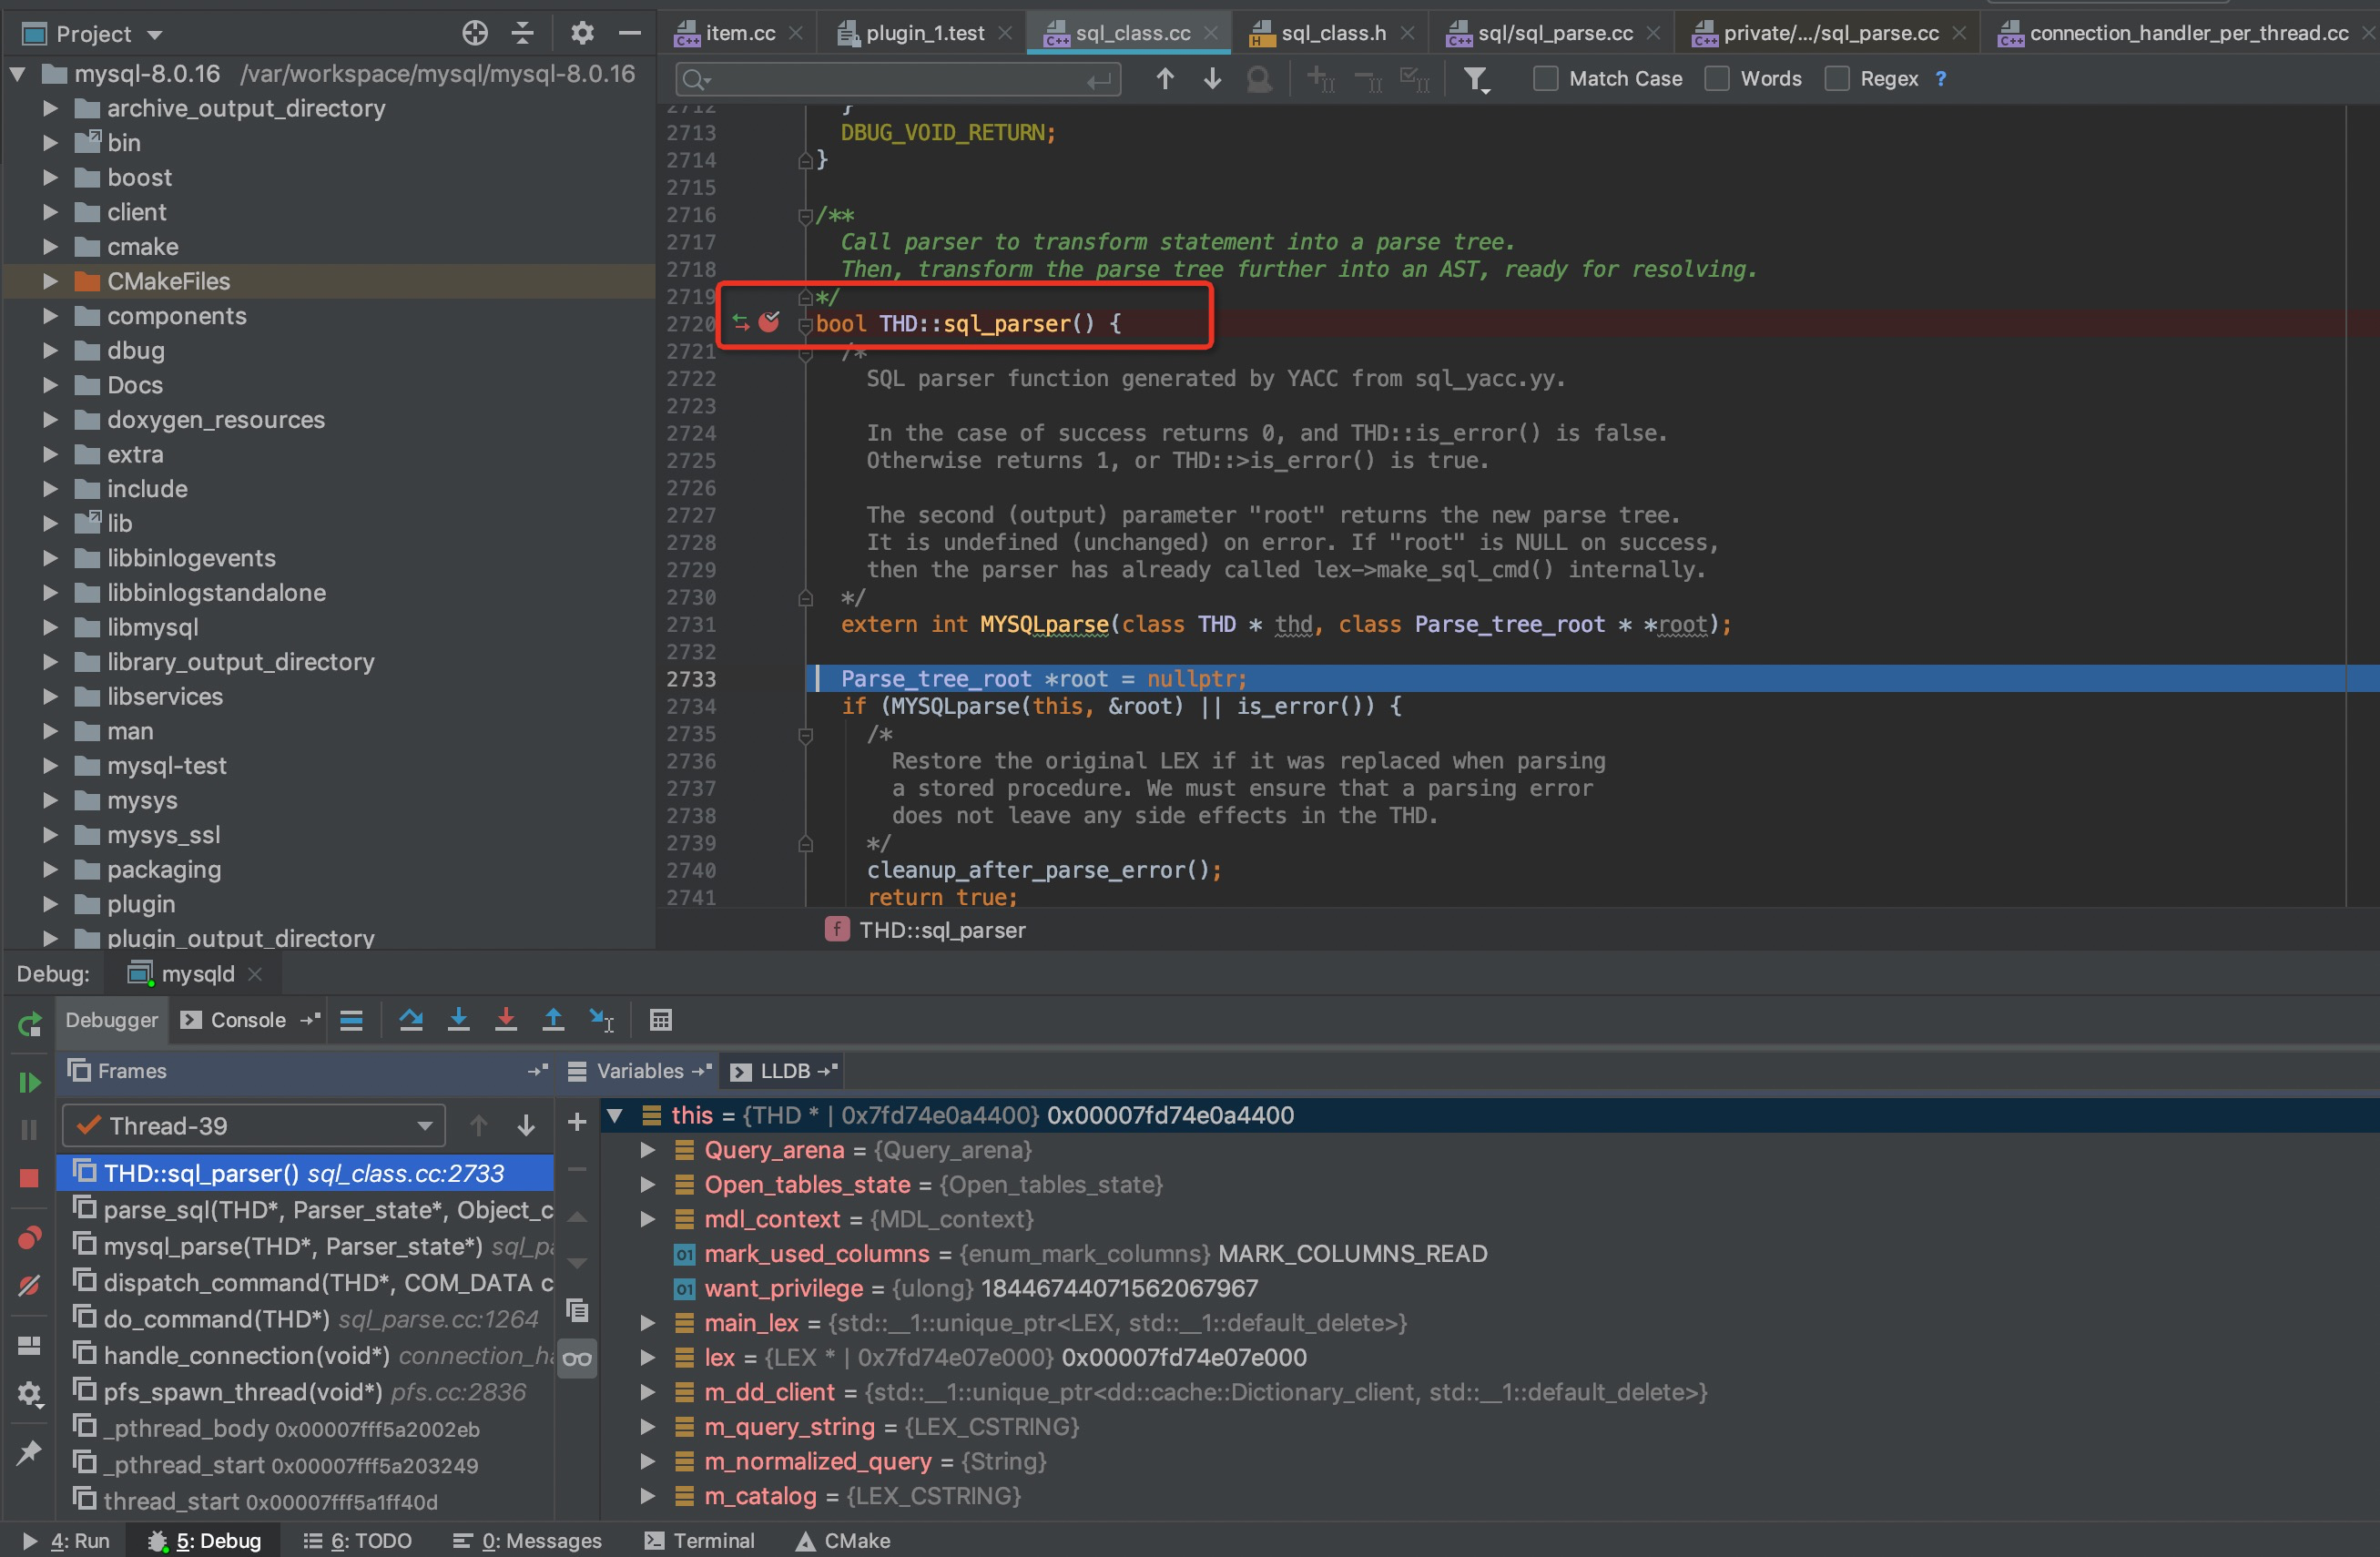 Project
item.cc
plugin_1.test
sql_class.cc
sql_class.h
sql/sql_parse.cc
private/.../sql_parse.cc
connection_handler_per_thread.cc
mysql-8.0.16 /var/workspace/mysql/mysql-8.0.16
archive_output_directory
bin
boost
client
cmake
CMakeFiles
components
dbug
Docs
doxygen_resources
extra
include
lib
libbinlogevents
libbinlogstandalone
libmysql
library_output_directory
libservices
man
mysql-test
mysys
mysys_ssl
packaging
plugin
plugin_output_directory
Match Case
Words
Regex
?
2712 }
2713 DBUG_VOID_RETURN;
2714 }
2715
2716 /**
2717 Call parser to transform statement into a parse tree.
2718 Then, transform the parse tree further into an AST, ready for resolving.
2719 */
2720 bool THD::sql_parser() {
2721 /*
2722 SQL parser function generated by YACC from sql_yacc.yy.
2723
2724 In the case of success returns 0, and THD::is_error() is false.
2725 Otherwise returns 1, or THD::>is_error() is true.
2726
2727 The second (output) parameter "root" returns the new parse tree.
2728 It is undefined (unchanged) on error. If "root" is NULL on success,
2729 then the parser has already called lex->make_sql_cmd() internally.
2730 */
2731 extern int MYSQLparse(class THD * thd, class Parse_tree_root * *root);
2732
2733 Parse_tree_root *root = nullptr;
2734 if (MYSQLparse(this, &root) || is_error()) {
2735 /*
2736 Restore the original LEX if it was replaced when parsing
2737 a stored procedure. We must ensure that a parsing error
2738 does not leave any side effects in the THD.
2739 */
2740 cleanup_after_parse_error();
2741 return true;
f THD::sql_parser
Debug: mysqld
Debugger
Console
Frames
Variables
LLDB
Thread-39
THD::sql_parser() sql_class.cc:2733
parse_sql(THD*, Parser_state*, Object_c
mysql_parse(THD*, Parser_state*) sql_pa
dispatch_command(THD*, COM_DATA c
do_command(THD*) sql_parse.cc:1264
handle_connection(void*) connection_ha
pfs_spawn_thread(void*) pfs.cc:2836
_pthread_body 0x00007fff5a2002eb
_pthread_start 0x00007fff5a203249
thread_start 0x00007fff5a1ff40d
this = {THD * | 0x7fd74e0a4400} 0x00007fd74e0a4400
Query_arena = {Query_arena}
Open_tables_state = {Open_tables_state}
mdl_context = {MDL_context}
mark_used_columns = {enum_mark_columns} MARK_COLUMNS_READ
want_privilege = {ulong} 18446744071562067967
main_lex = {std::__1::unique_ptr<LEX, std::__1::default_delete>}
lex = {LEX * | 0x7fd74e07e000} 0x00007fd74e07e000
m_dd_client = {std::__1::unique_ptr<dd::cache::Dictionary_client, std::__1::default_delete>}
m_query_string = {LEX_CSTRING}
m_normalized_query = {String}
m_catalog = {LEX_CSTRING}
4: Run
5: Debug
6: TODO
0: Messages
Terminal
CMake